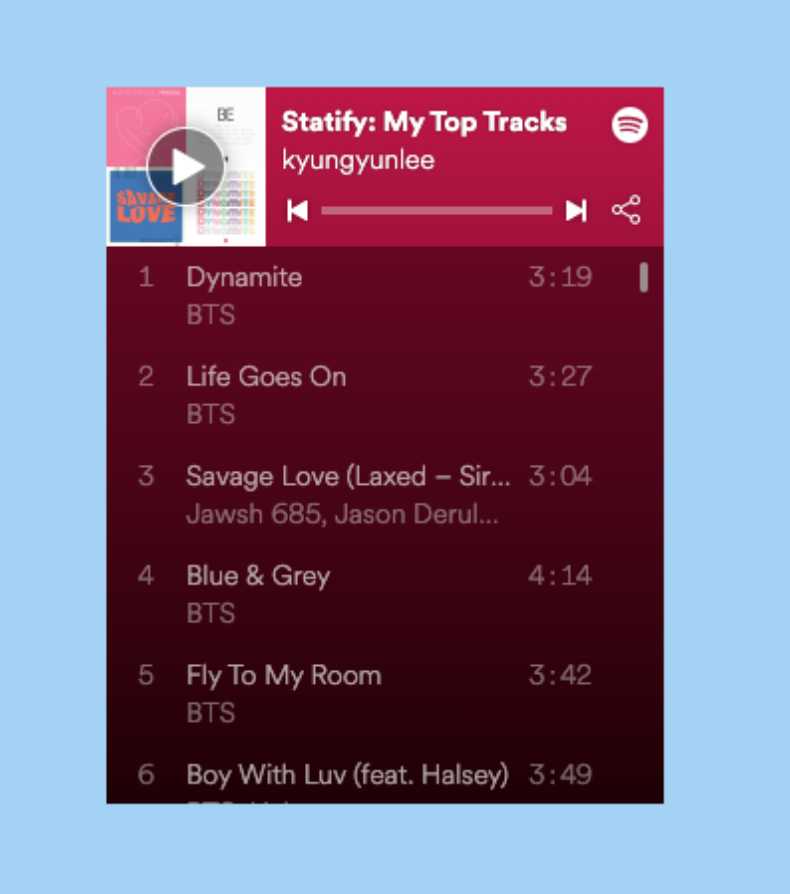 BE
SAVAGE
LOVE
DYNAMITE
Statify: My Top Tracks
kyungyunlee
1 Dynamite 3:19
BTS
2 Life Goes On 3:27
BTS
3 Savage Love (Laxed – Sir... 3:04
Jawsh 685, Jason Derul...
4 Blue & Grey 4:14
BTS
5 Fly To My Room 3:42
BTS
6 Boy With Luv (feat. Halsey) 3:49